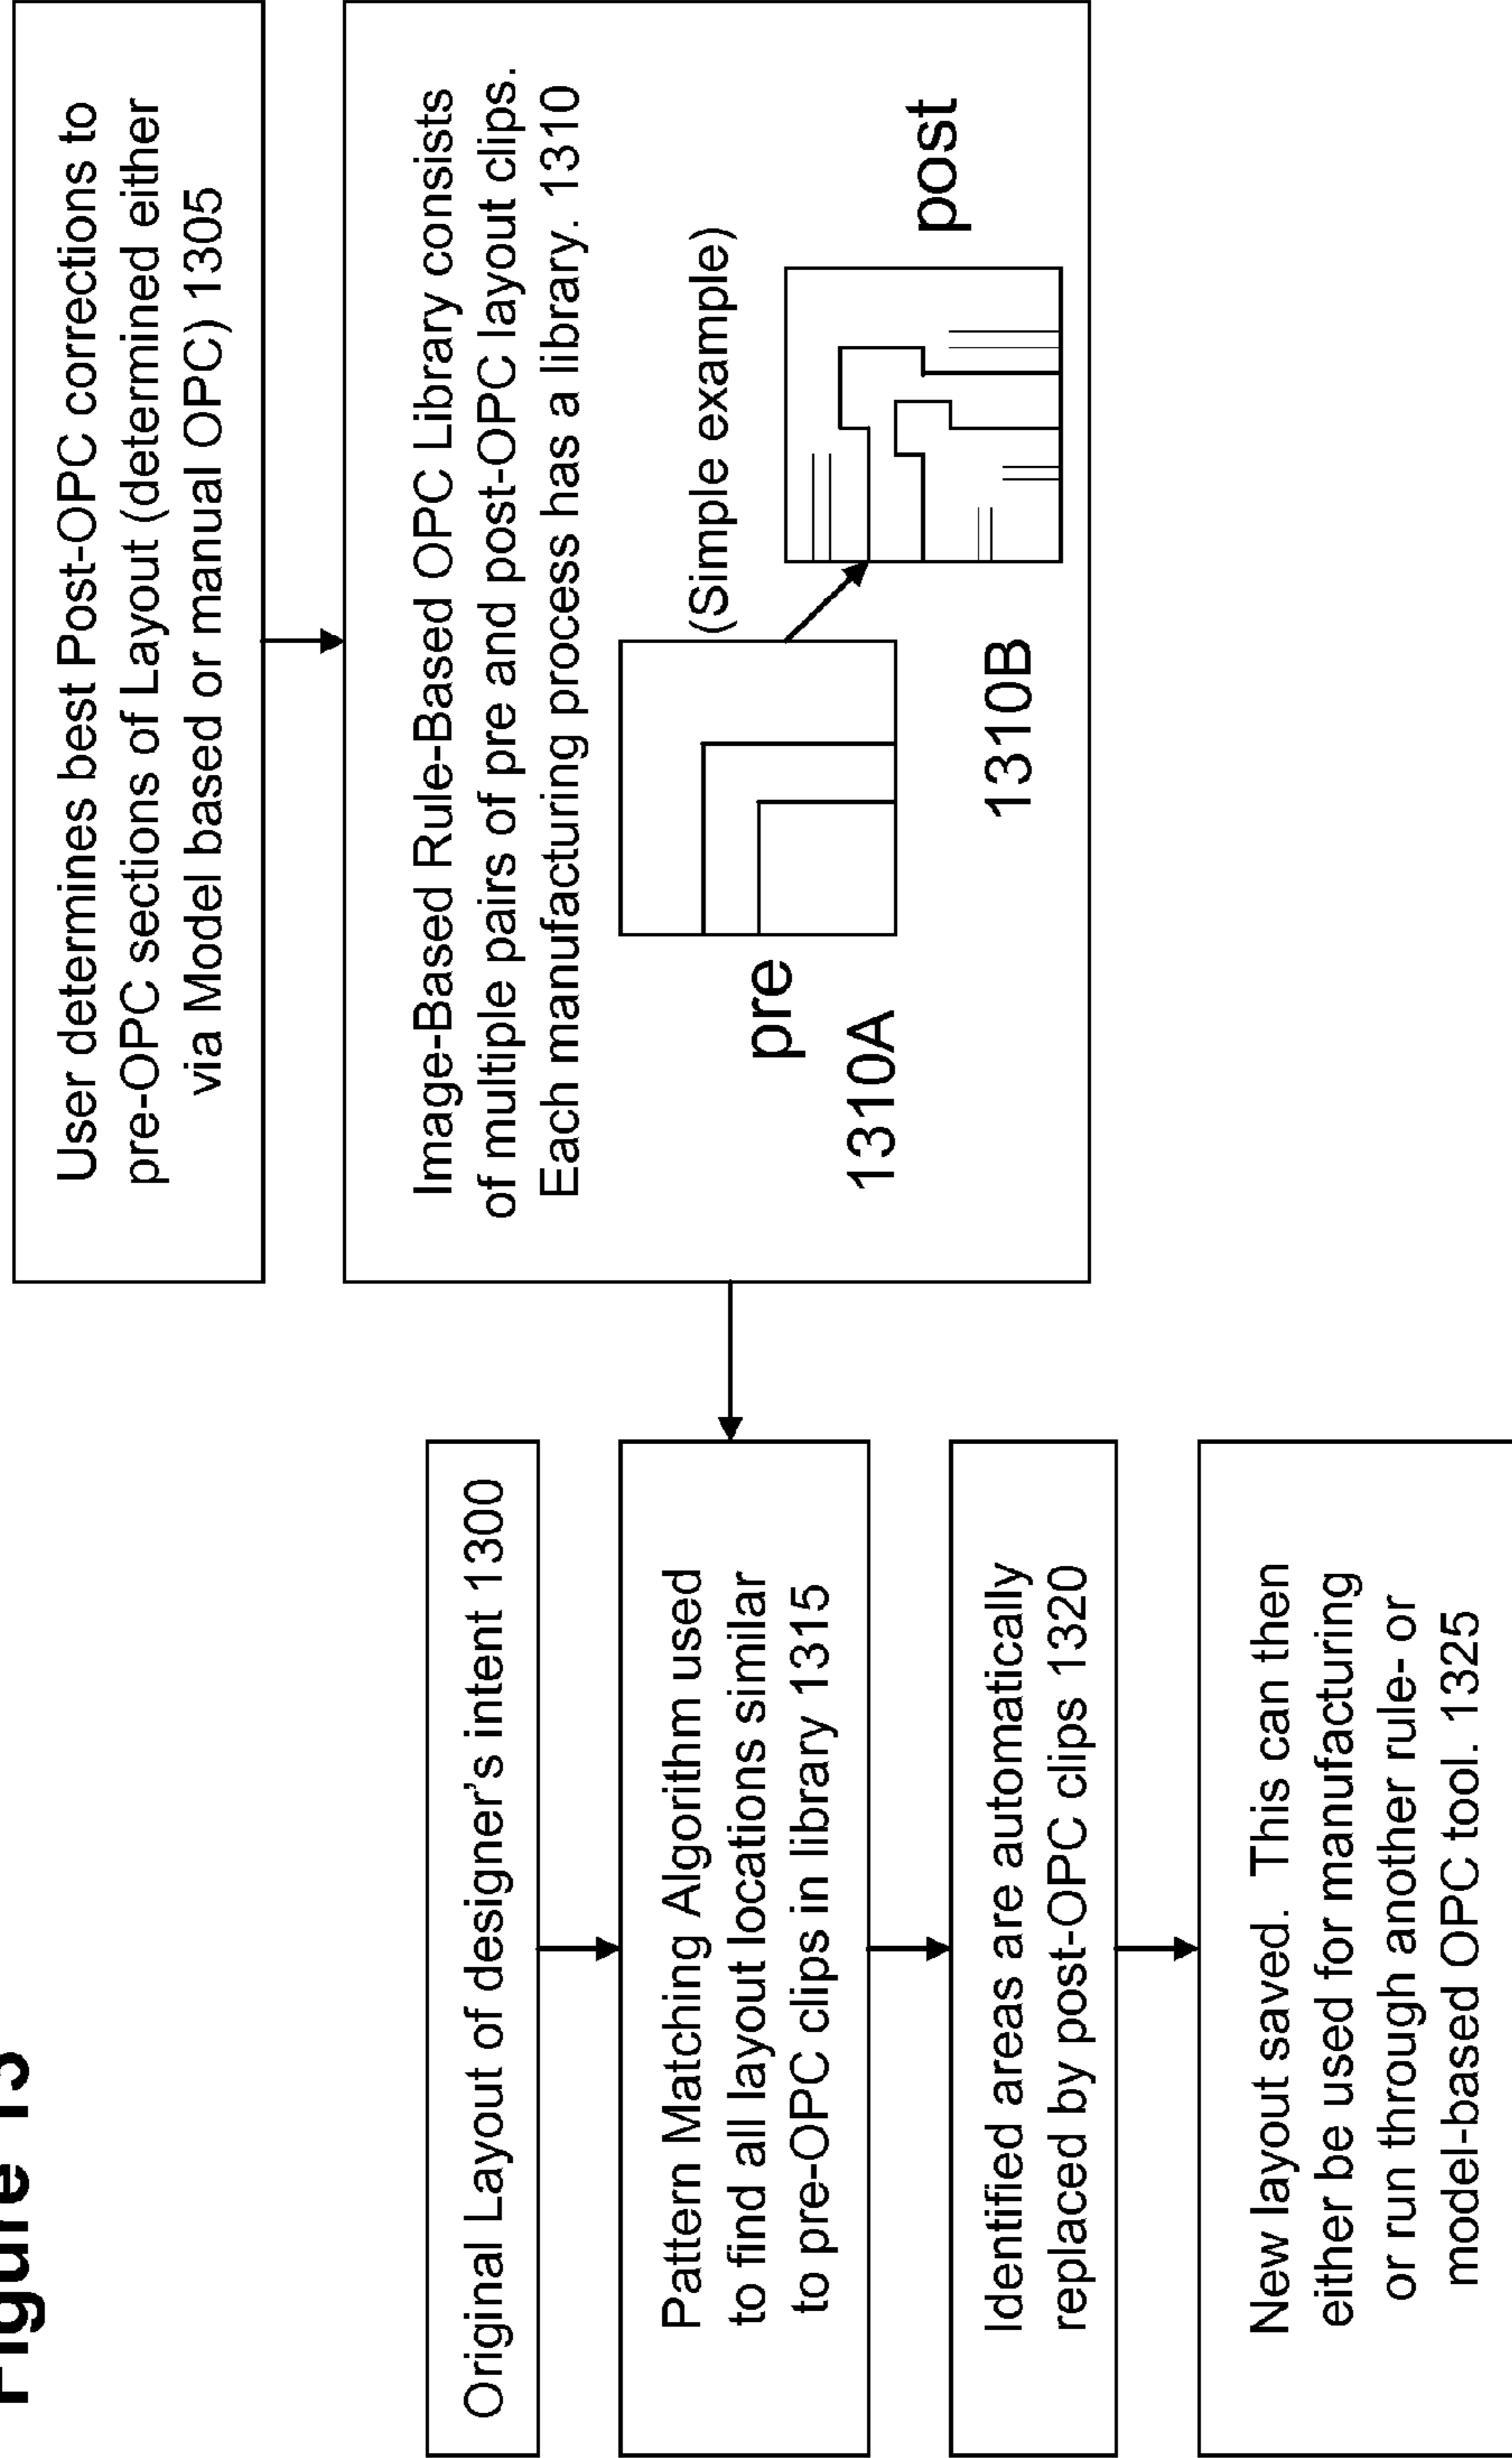 Figure 13
User determines best Post-OPC corrections to
pre-OPC sections of Layout (determined either
via Model based or manual OPC) 1305
Image-Based Rule-Based OPC Library consists
of multiple pairs of pre and post-OPC layout clips.
Each manufacturing process has a library. 1310
(Simple example)
pre
1310A
post
1310B
Original Layout of designer's intent 1300
Pattern Matching Algorithm used
to find all layout locations similar
to pre-OPC clips in library 1315
Identified areas are automatically
replaced by post-OPC clips 1320
New layout saved. This can then
either be used for manufacturing
or run through another rule- or
model-based OPC tool. 1325